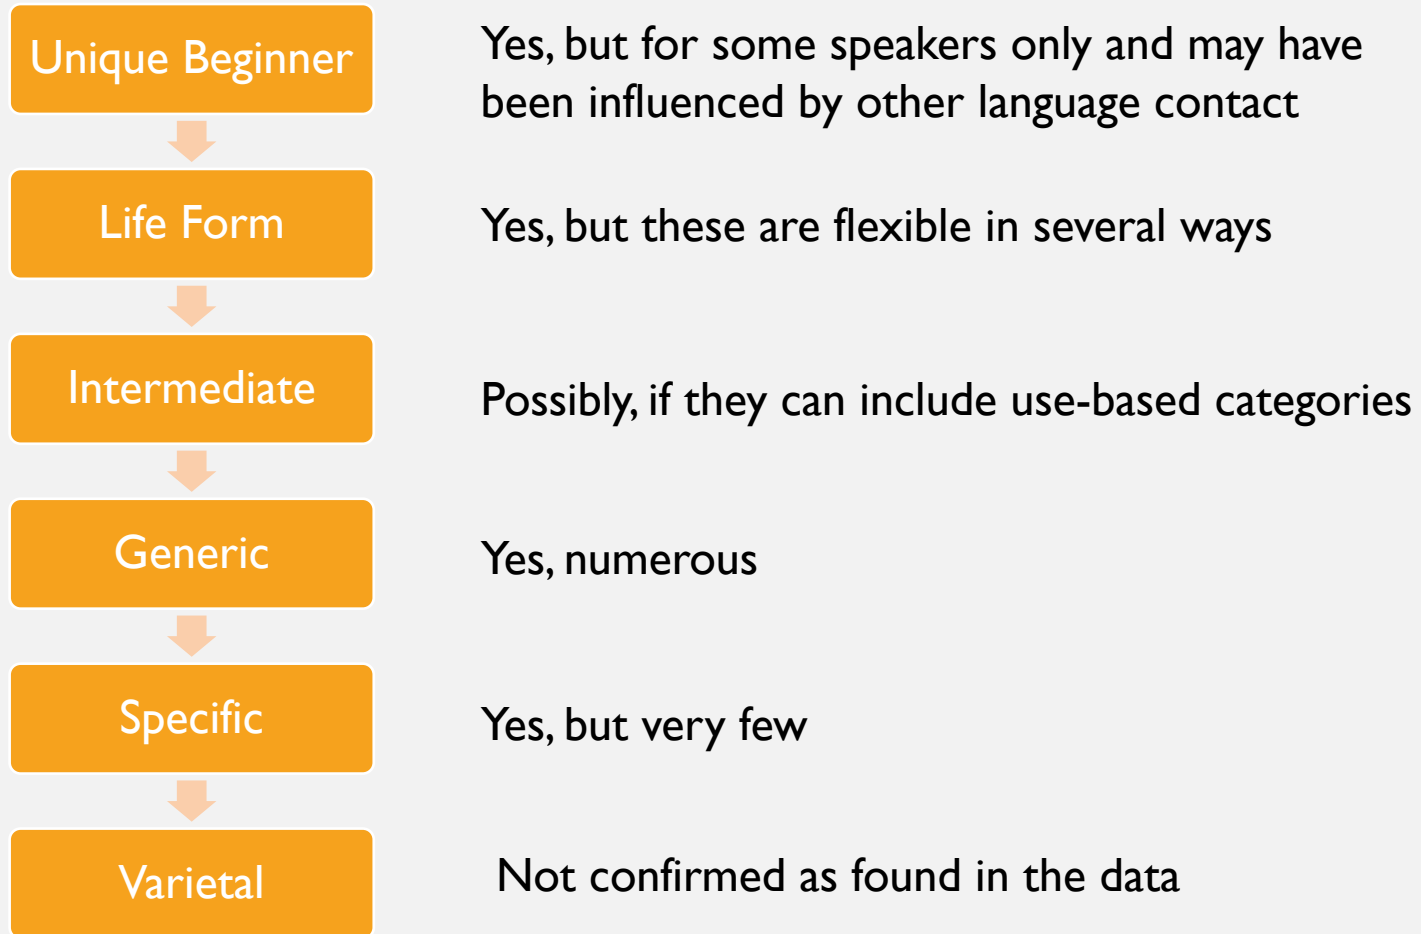 Unique Beginner
Yes, but for some speakers only and may have
been influenced by other language contact
Life Form
Yes, but these are flexible in several ways
Intermediate
Possibly, if they can include use-based categories
Generic
Yes, numerous
Specific
Yes, but very few
Varietal
Not confirmed as found in the data